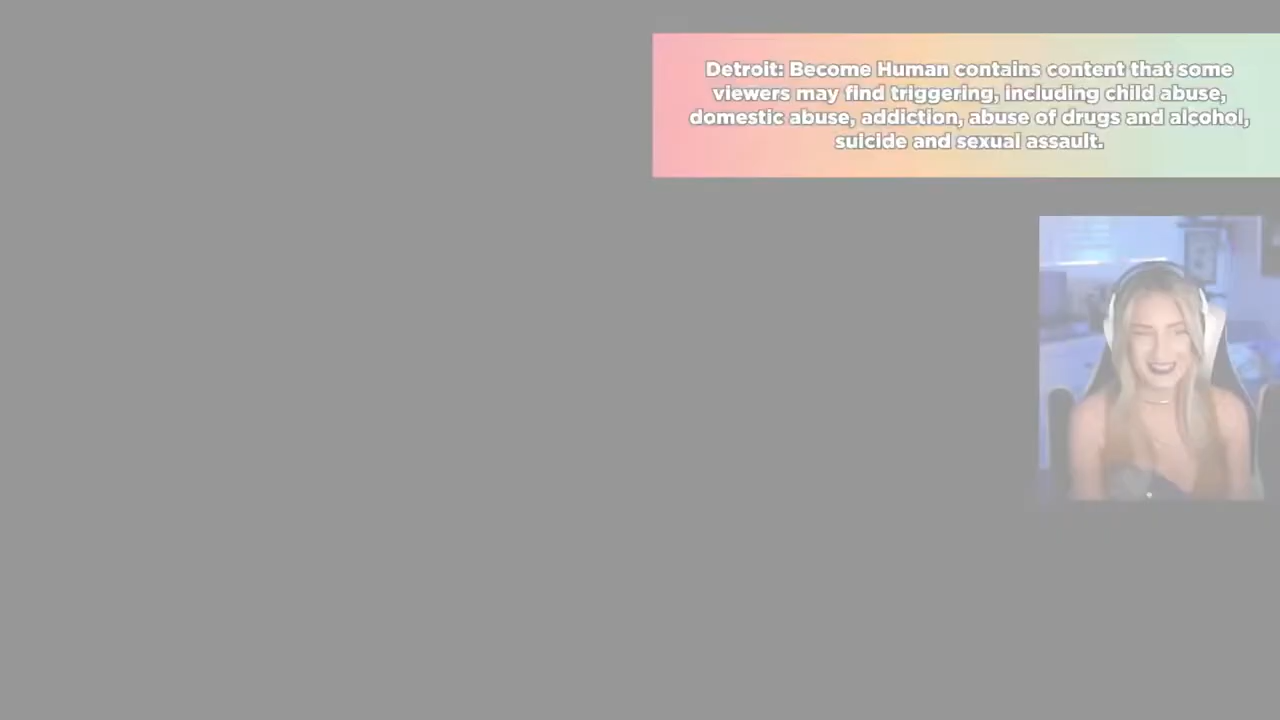 Detroit: Become Human contains content that some
viewers may find triggering, including child abuse,
domestic abuse, addiction, abuse of drugs and alcohol,
suicide and sexual assault.